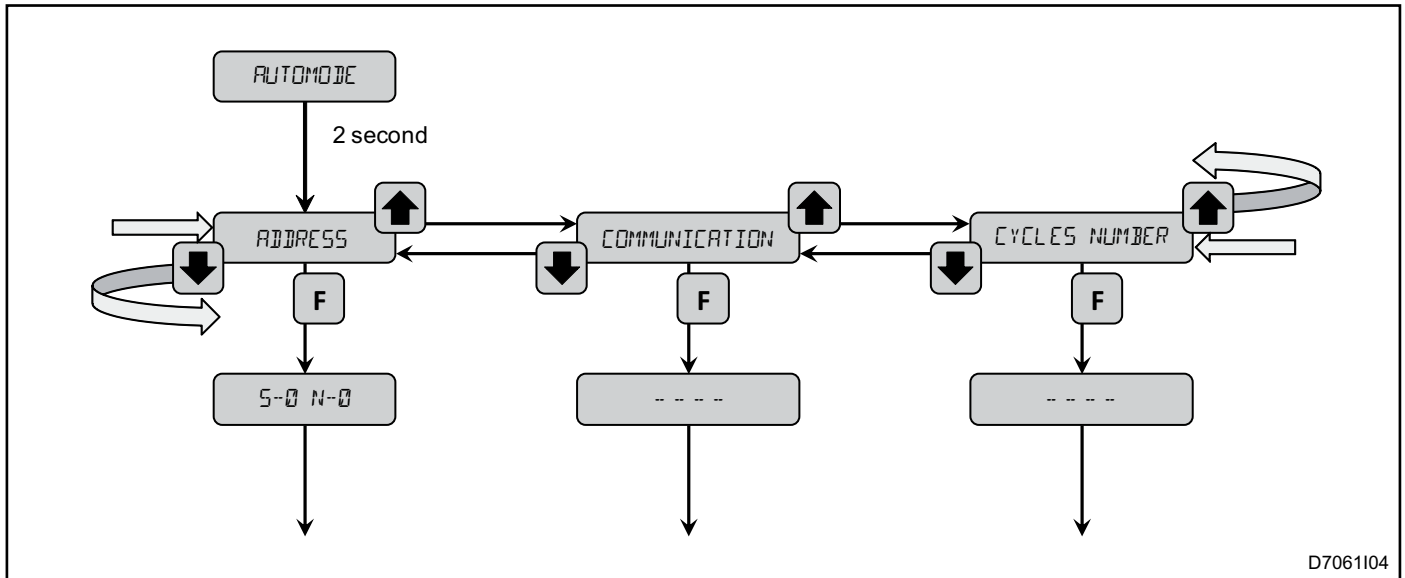 AUTOMODE
2 second
ADDRESS
COMMUNICATION
CYCLES NUMBER
F
F
F
S-0 N-0
- - - -
- - - -
D7061I04